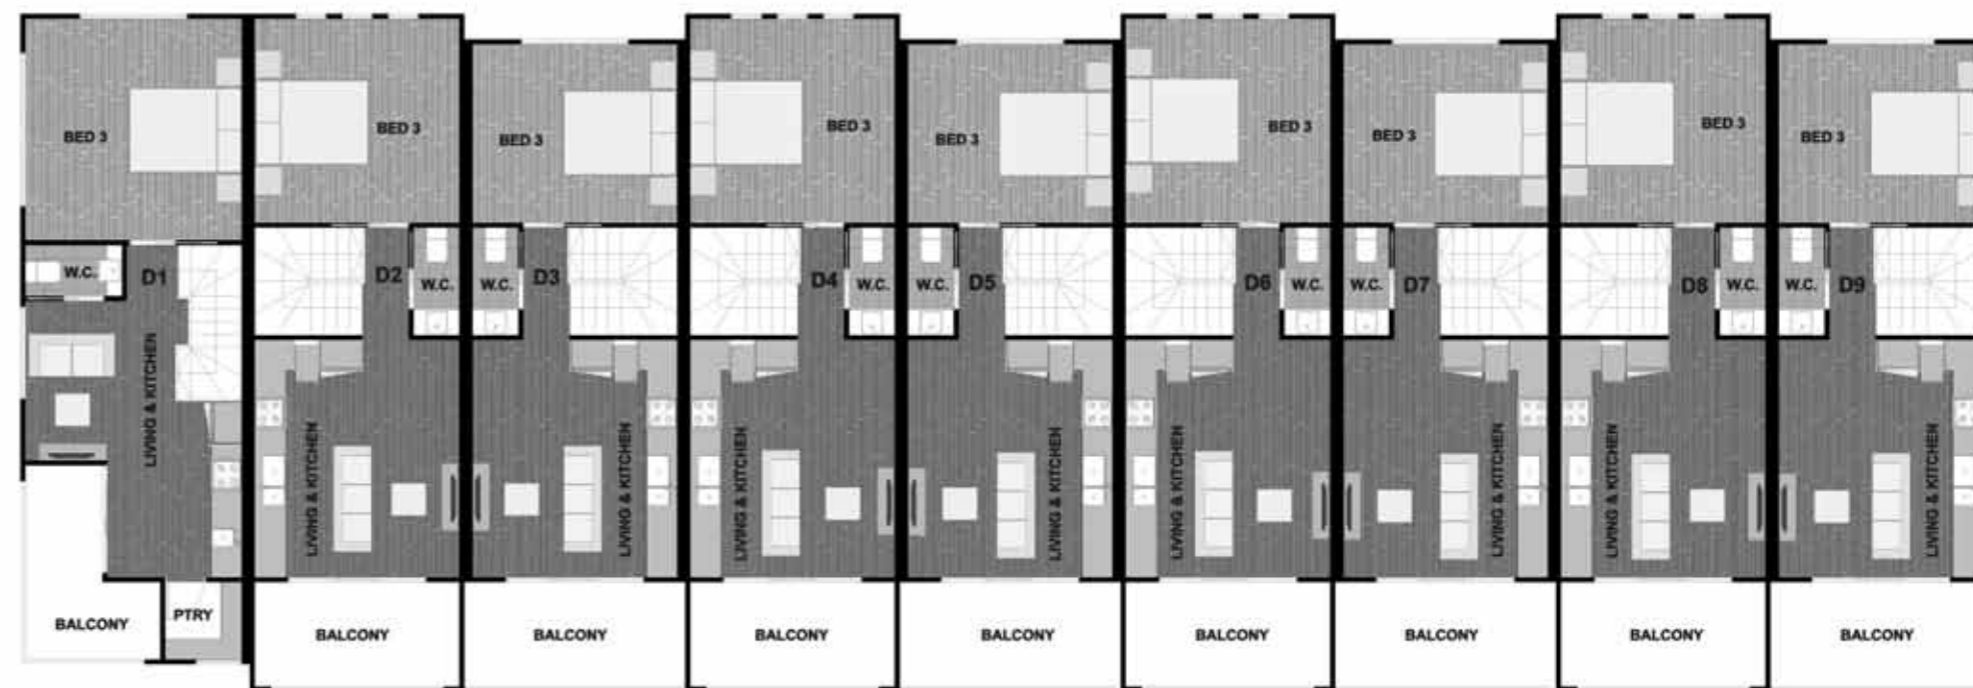 BED 3
BED 3
BED 3
BED 3
BED 3
BED 3
BED 3
BED 3
BED 3
W.C.
D1
D2
W.C.
W.C.
D3
D4
W.C.
W.C.
D5
D6
W.C.
W.C.
D7
D8
W.C.
W.C.
D9
LIVING & KITCHEN
LIVING & KITCHEN
LIVING & KITCHEN
LIVING & KITCHEN
LIVING & KITCHEN
LIVING & KITCHEN
LIVING & KITCHEN
LIVING & KITCHEN
LIVING & KITCHEN
BALCONY
PTRY
BALCONY
BALCONY
BALCONY
BALCONY
BALCONY
BALCONY
BALCONY
BALCONY